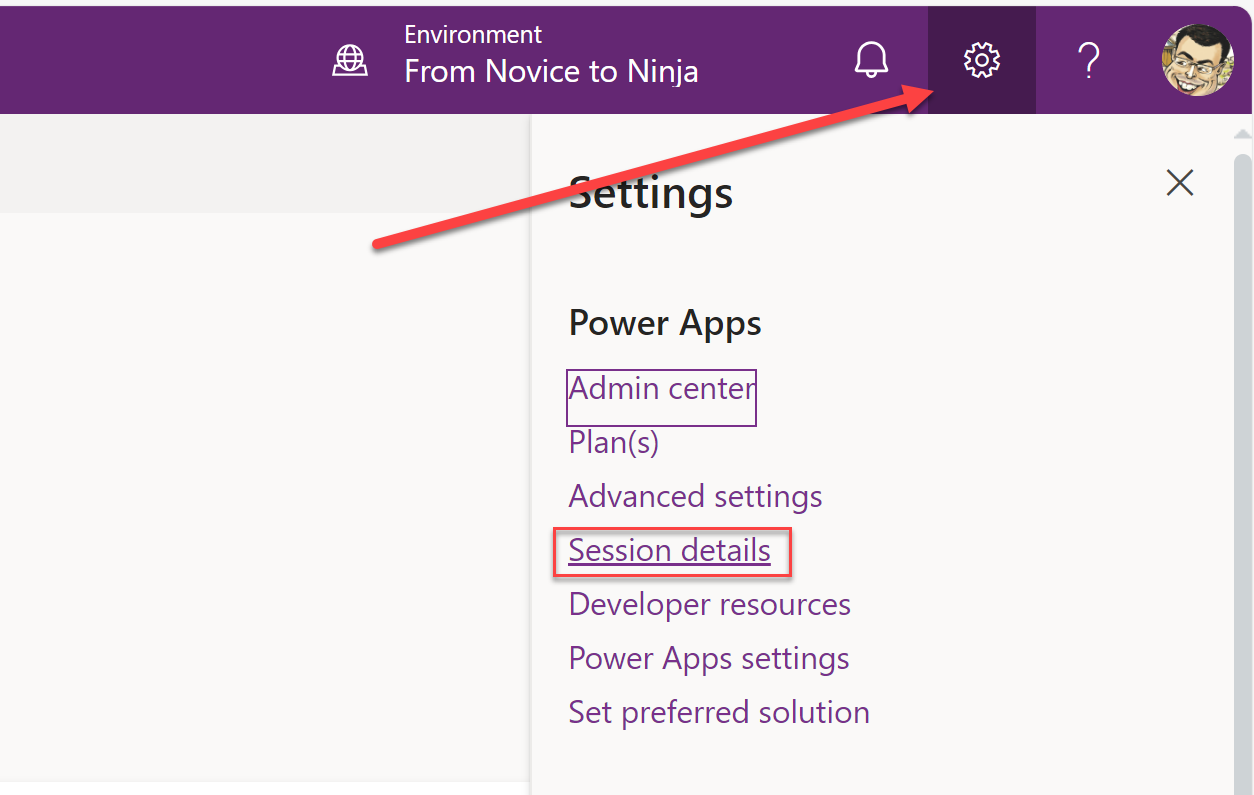 Environment
From Novice to Ninja
?
Settings
Power Apps
Admin center
Plan(s)
Advanced settings
Session details
Developer resources
Power Apps settings
Set preferred solution